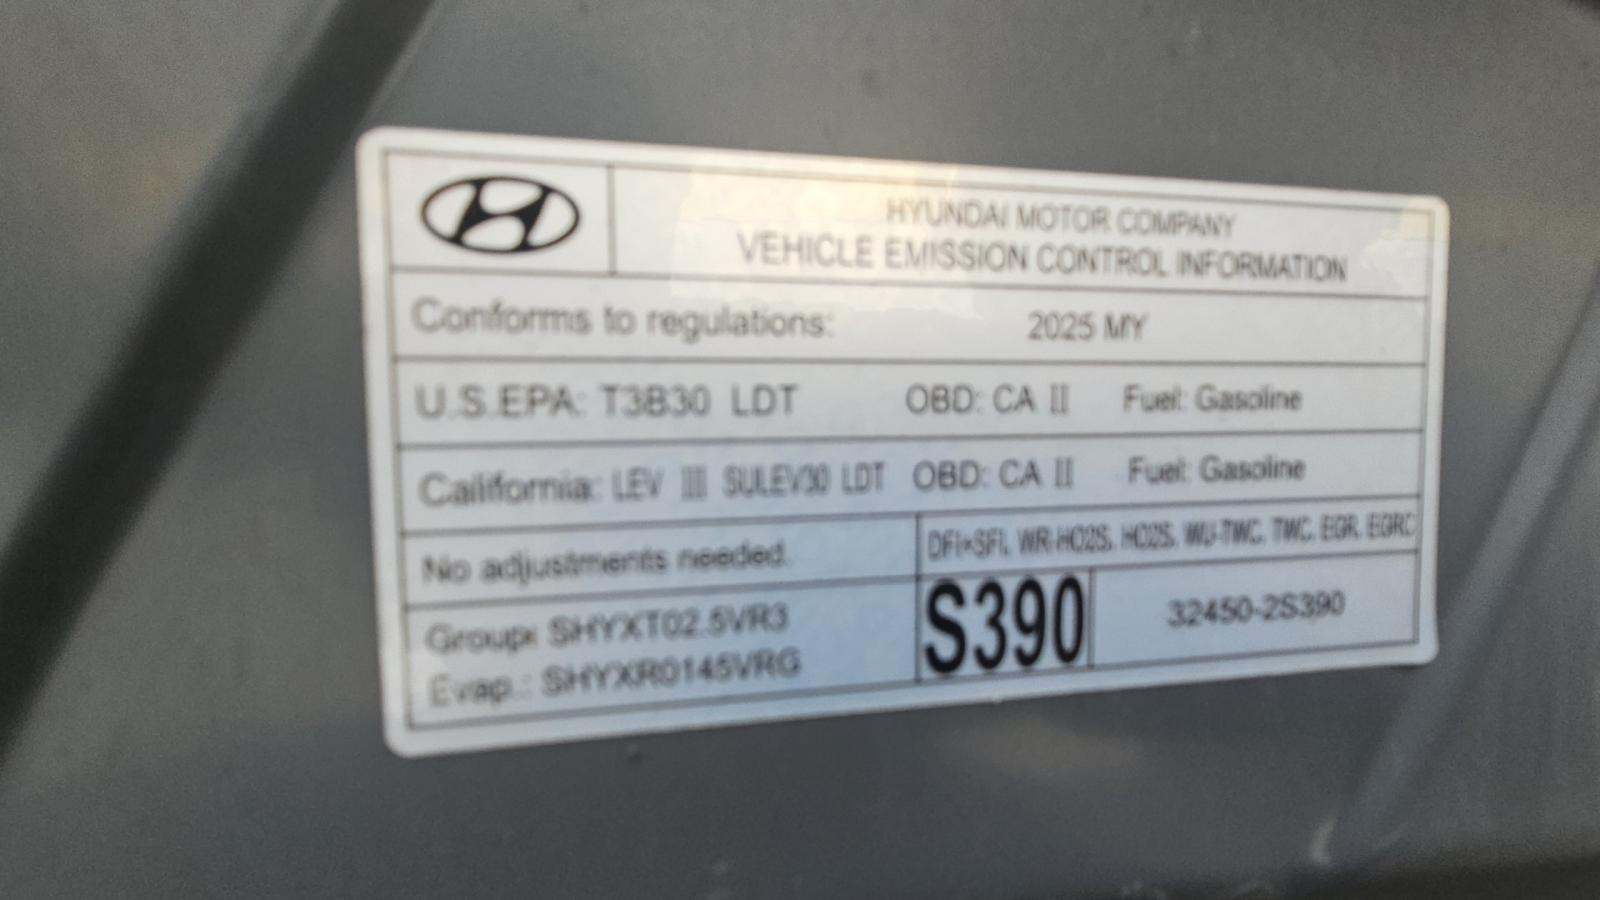 HYUNDAI MOTOR COMPANY
VEHICLE EMISSION CONTROL INFORMATION
Conforms to regulations: 2025 MY
U.S.EPA: T3B30 LDT OBD: CA II Fuel: Gasoline
California: LEV III SULEV30 LDT OBD: CA II Fuel: Gasoline
No adjustments needed. DFI+SFI, WR-HO2S, HO2S, WU-TWC, TWC, EGR, EGRC
Group: SHYXT02.5VR3
Evap.: SHYXR0145VRG
S390 32450-2S390